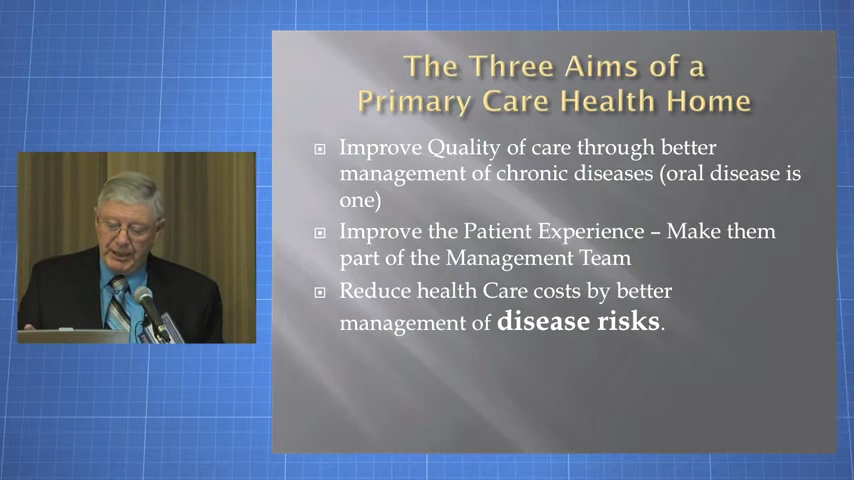 The Three Aims of a
Primary Care Health Home
Improve Quality of care through better
management of chronic diseases (oral disease is
one)
Improve the Patient Experience – Make them
part of the Management Team
Reduce health Care costs by better
management of disease risks.